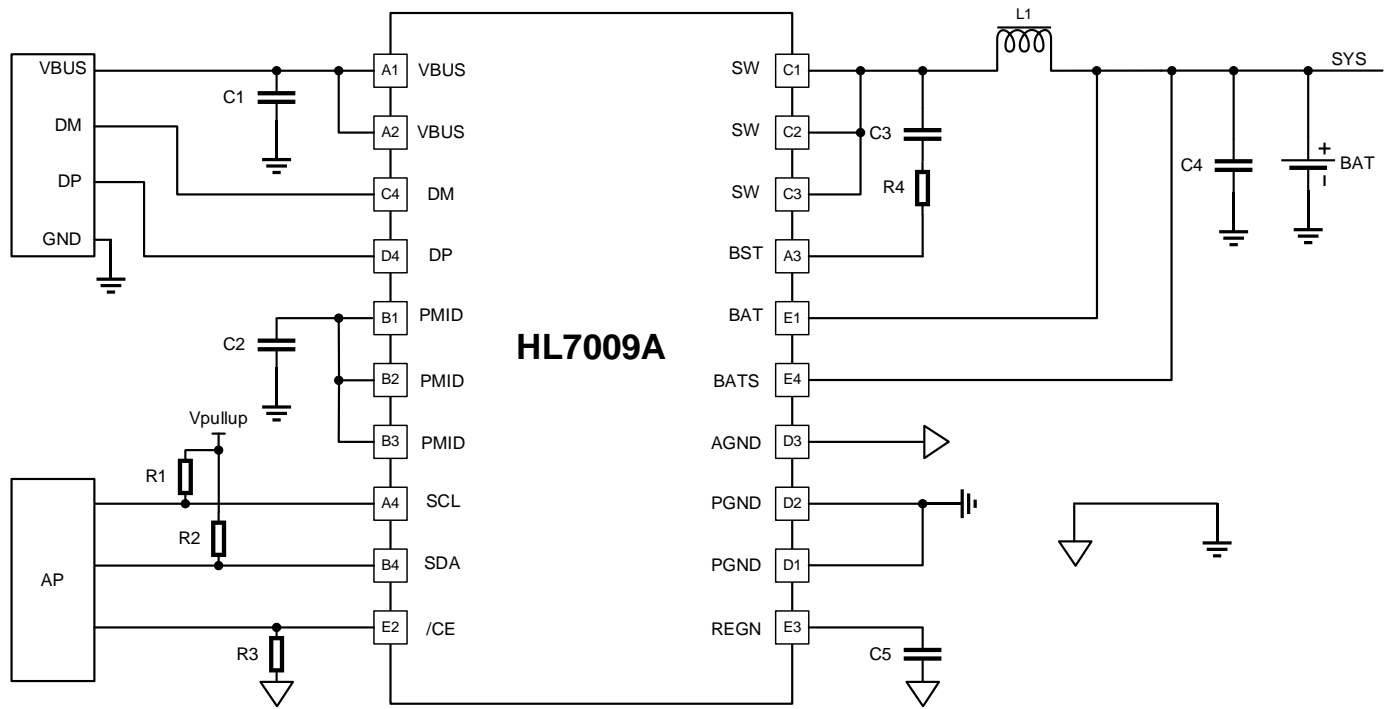 L1
VBUS
A1
VBUS
SW
C1
SYS
C1
DM
A2
VBUS
SW
C2
C3
DP
C4
DM
SW
C3
R4
C4
+
BAT
-
GND
D4
DP
BST
A3
B1
PMID
BAT
E1
C2
HL7009A
B2
PMID
BATS
E4
Vpullup
B3
PMID
AGND
D3
R1
A4
SCL
PGND
D2
R2
AP
B4
SDA
PGND
D1
E2
/CE
REGN
E3
R3
C5